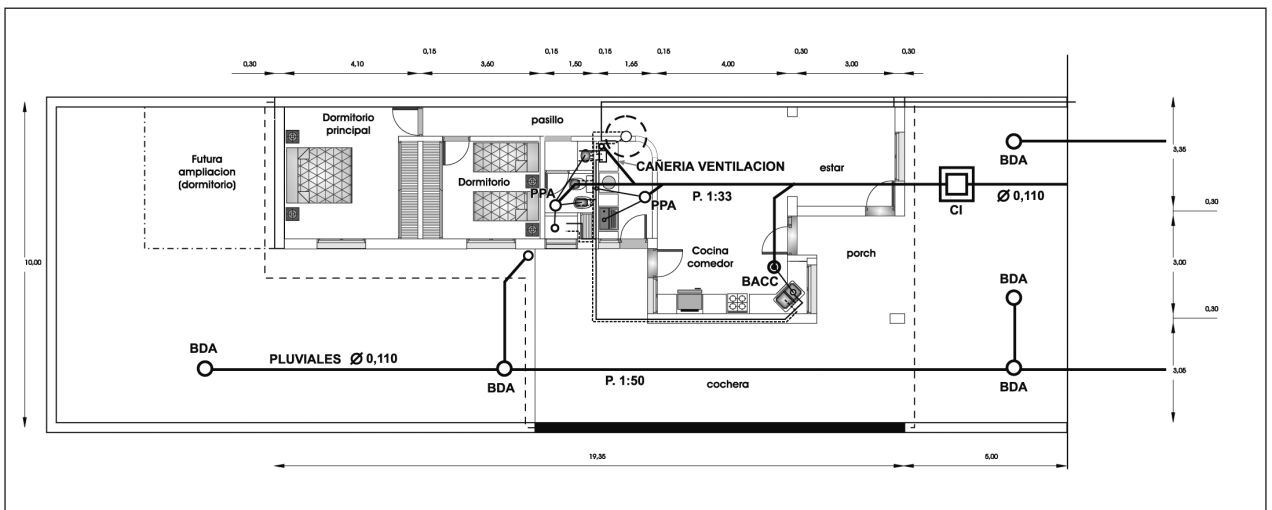 0,15
0,15
0,15
0,15
0,30
0,30
0,30
4,10
3,60
1,50
1,65
4,00
3,00
Dormitorio
principal
pasillo
Futura
ampliacion
(dormitorio)
Dormitorio
CAÑERIA VENTILACION
estar
BDA
3,35
PPA
PPA
P. 1:33
CI
Ø 0,110
0,30
10,00
Cocina
comedor
porch
3,00
BACC
BDA
0,30
BDA
PLUVIALES Ø 0,110
BDA
P. 1:50
cochera
BDA
3,05
19,35
5,00